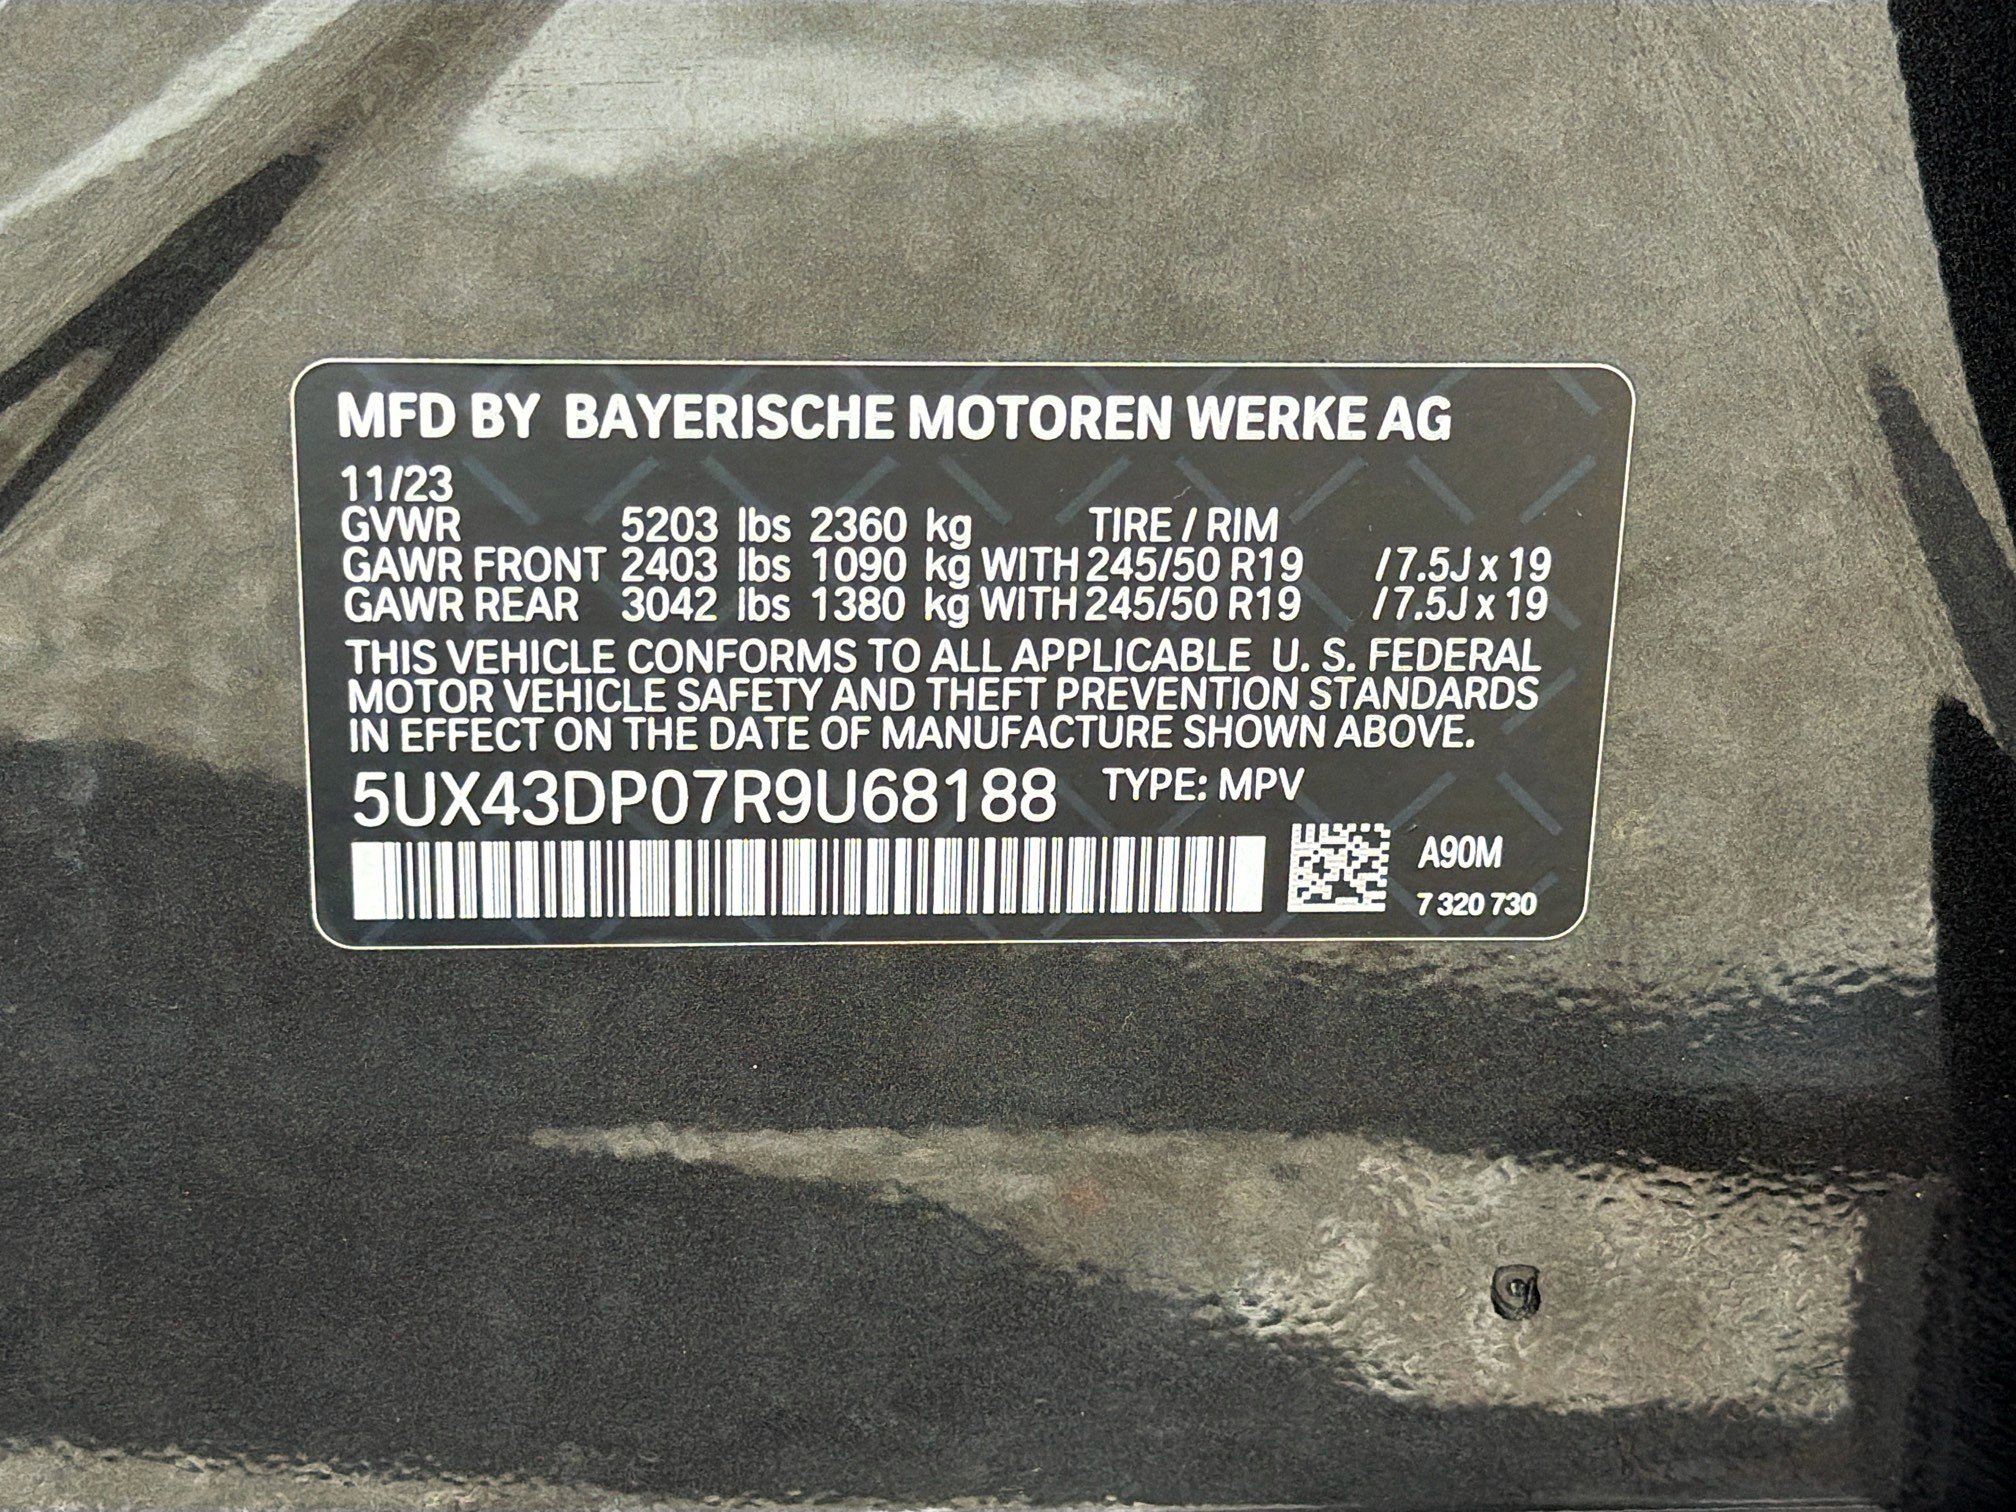 MFD BY BAYERISCHE MOTOREN WERKE AG
11/23
GVWR 5203 lbs 2360 kg TIRE / RIM
GAWR FRONT 2403 lbs 1090 kg WITH 245/50 R19 / 7.5J x 19
GAWR REAR 3042 lbs 1380 kg WITH 245/50 R19 / 7.5J x 19
THIS VEHICLE CONFORMS TO ALL APPLICABLE U. S. FEDERAL
MOTOR VEHICLE SAFETY AND THEFT PREVENTION STANDARDS
IN EFFECT ON THE DATE OF MANUFACTURE SHOWN ABOVE.
5UX43DP07R9U68188 TYPE: MPV
A90M
7 320 730